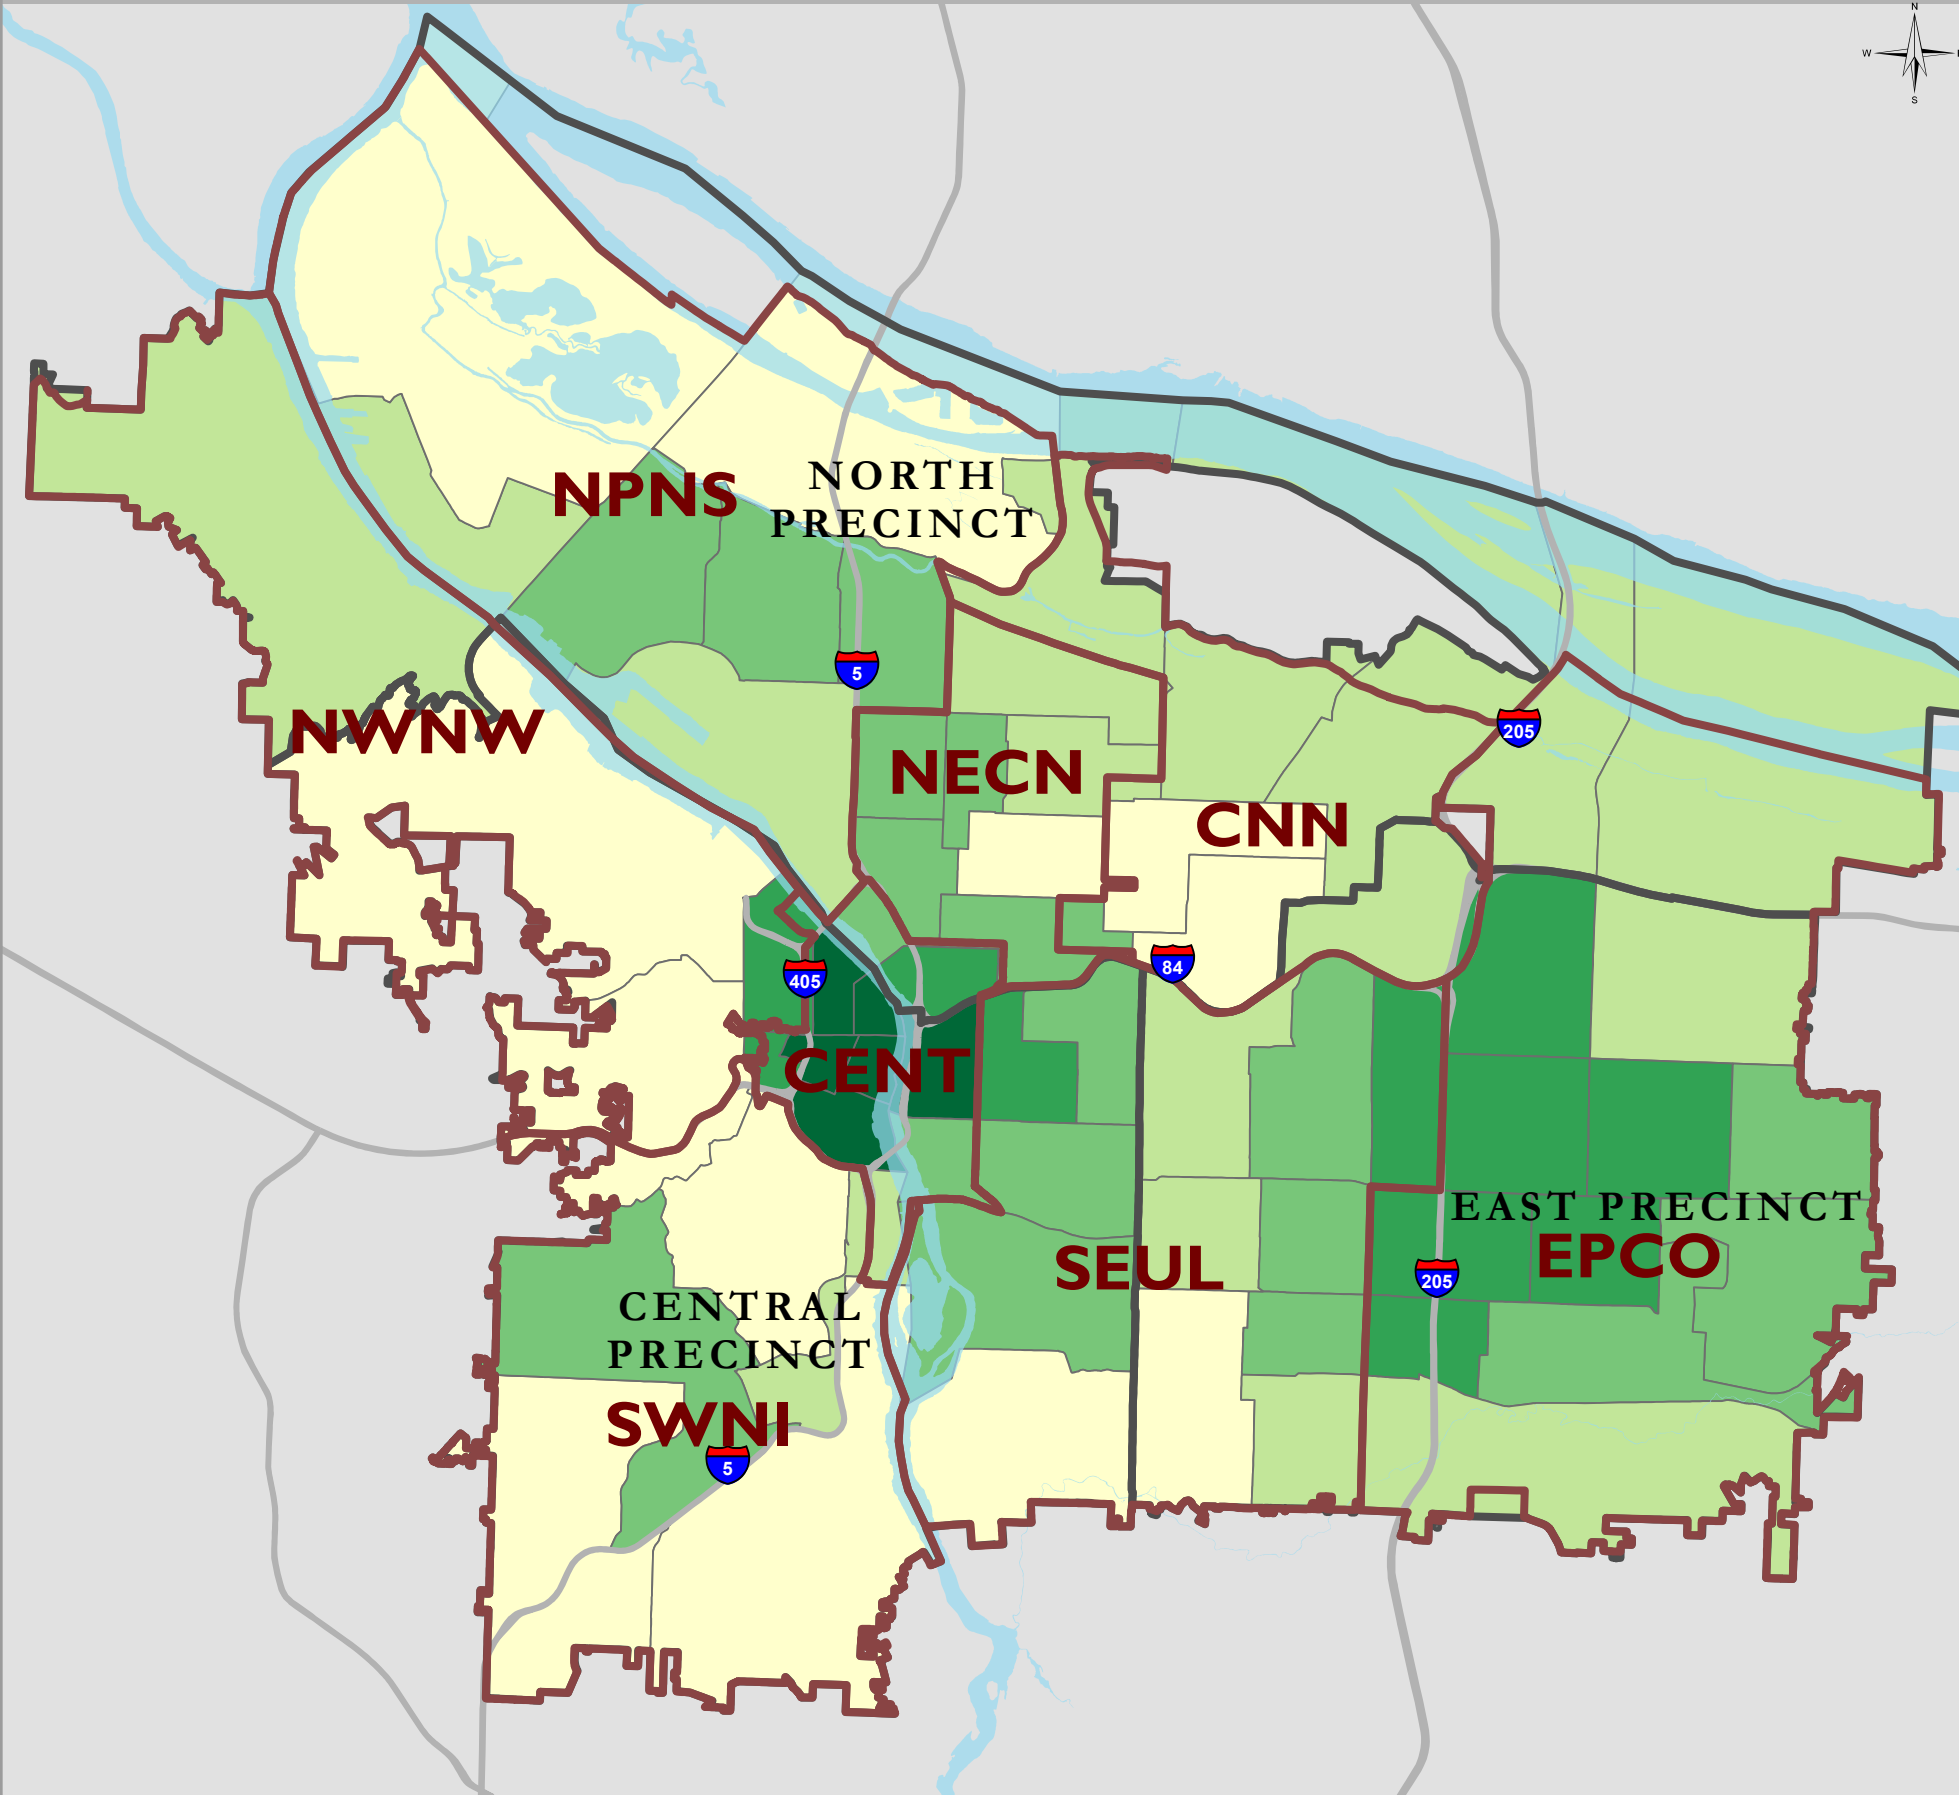 N
W
S
NPNS
NORTH
PRECINCT
5
NWNW
205
NECN
CNN
405
84
CENT
EAST PRECINCT
EPCO
SEUL
205
CENTRAL
PRECINCT
SWNI
5